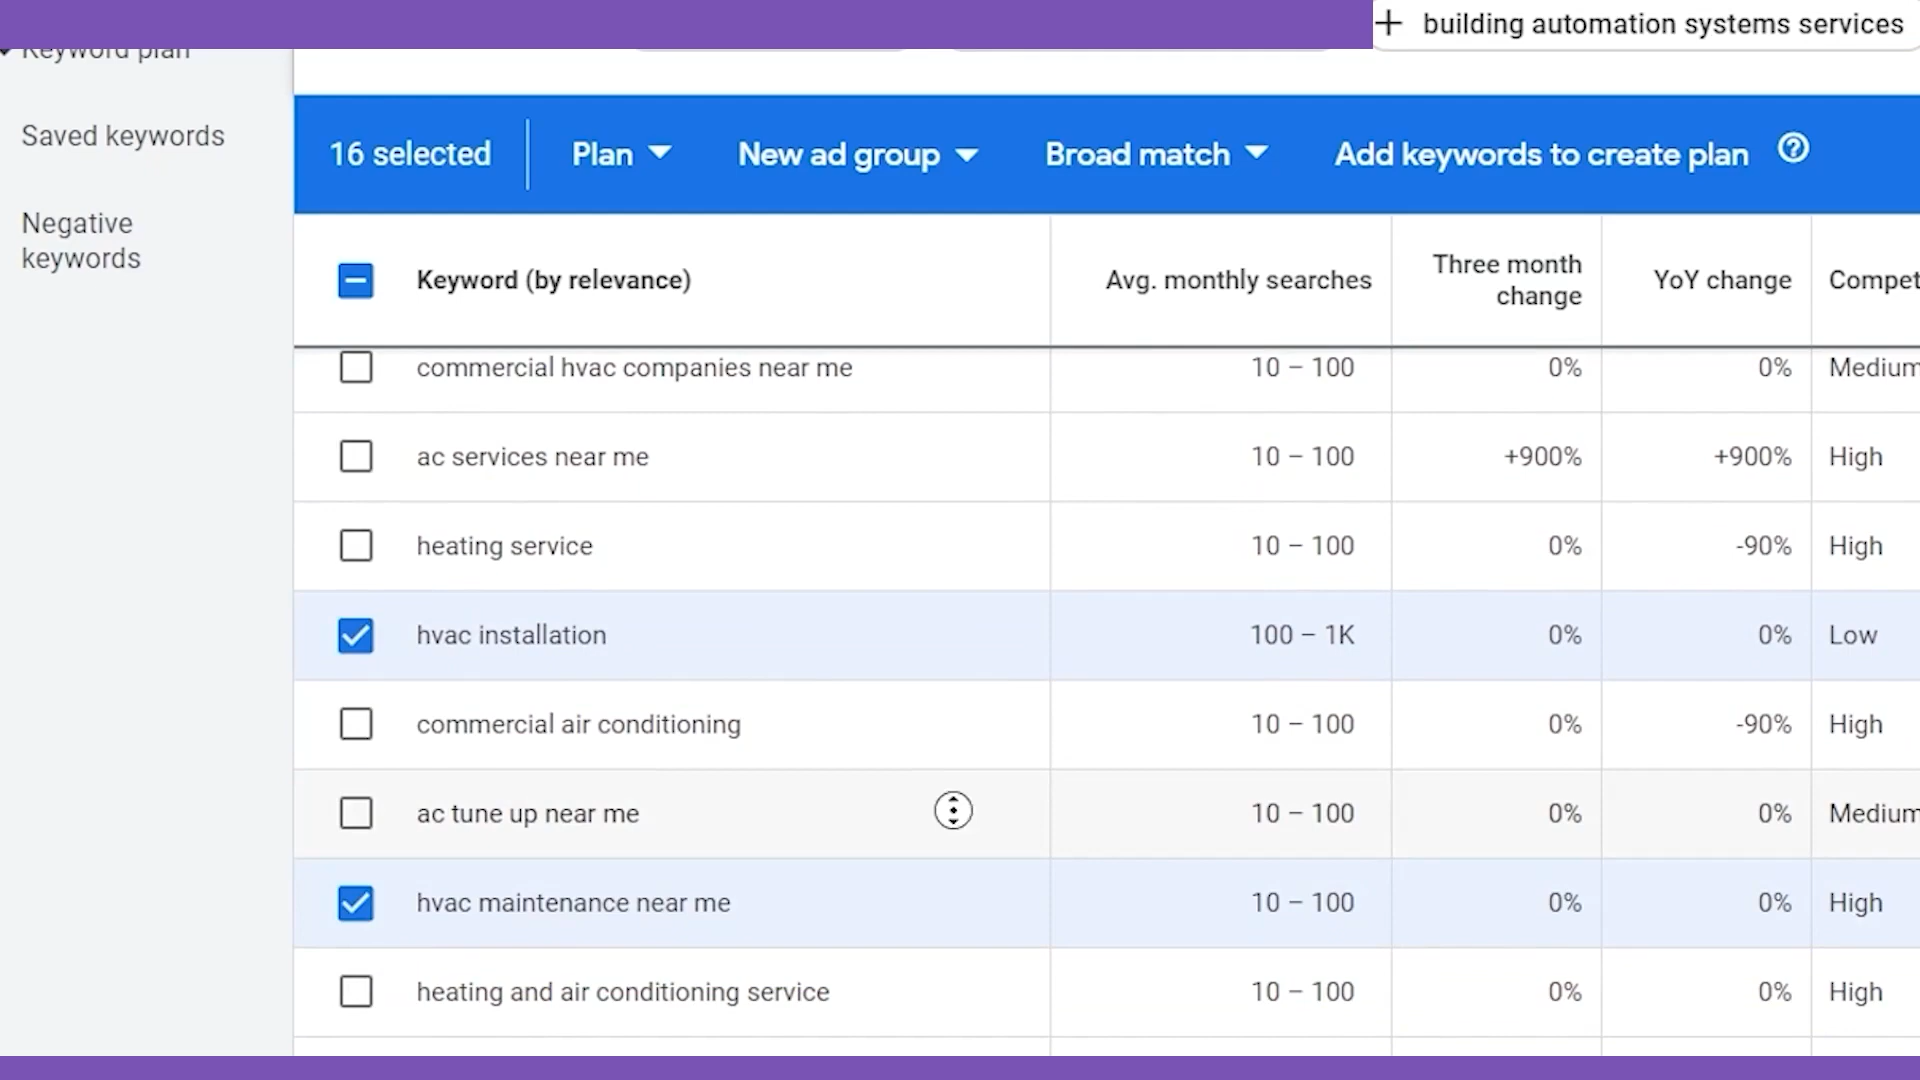 building automation systems services
Keyword plan
Saved keywords
Negative
keywords
16 selected Plan New ad group Broad match Add keywords to create plan
Keyword (by relevance) Avg. monthly searches Three month change YoY change Compet
commercial hvac companies near me 10 – 100 0% 0% Medium
ac services near me 10 – 100 +900% +900% High
heating service 10 – 100 0% -90% High
hvac installation 100 – 1K 0% 0% Low
commercial air conditioning 10 – 100 0% -90% High
ac tune up near me 10 – 100 0% 0% Medium
hvac maintenance near me 10 – 100 0% 0% High
heating and air conditioning service 10 – 100 0% 0% High